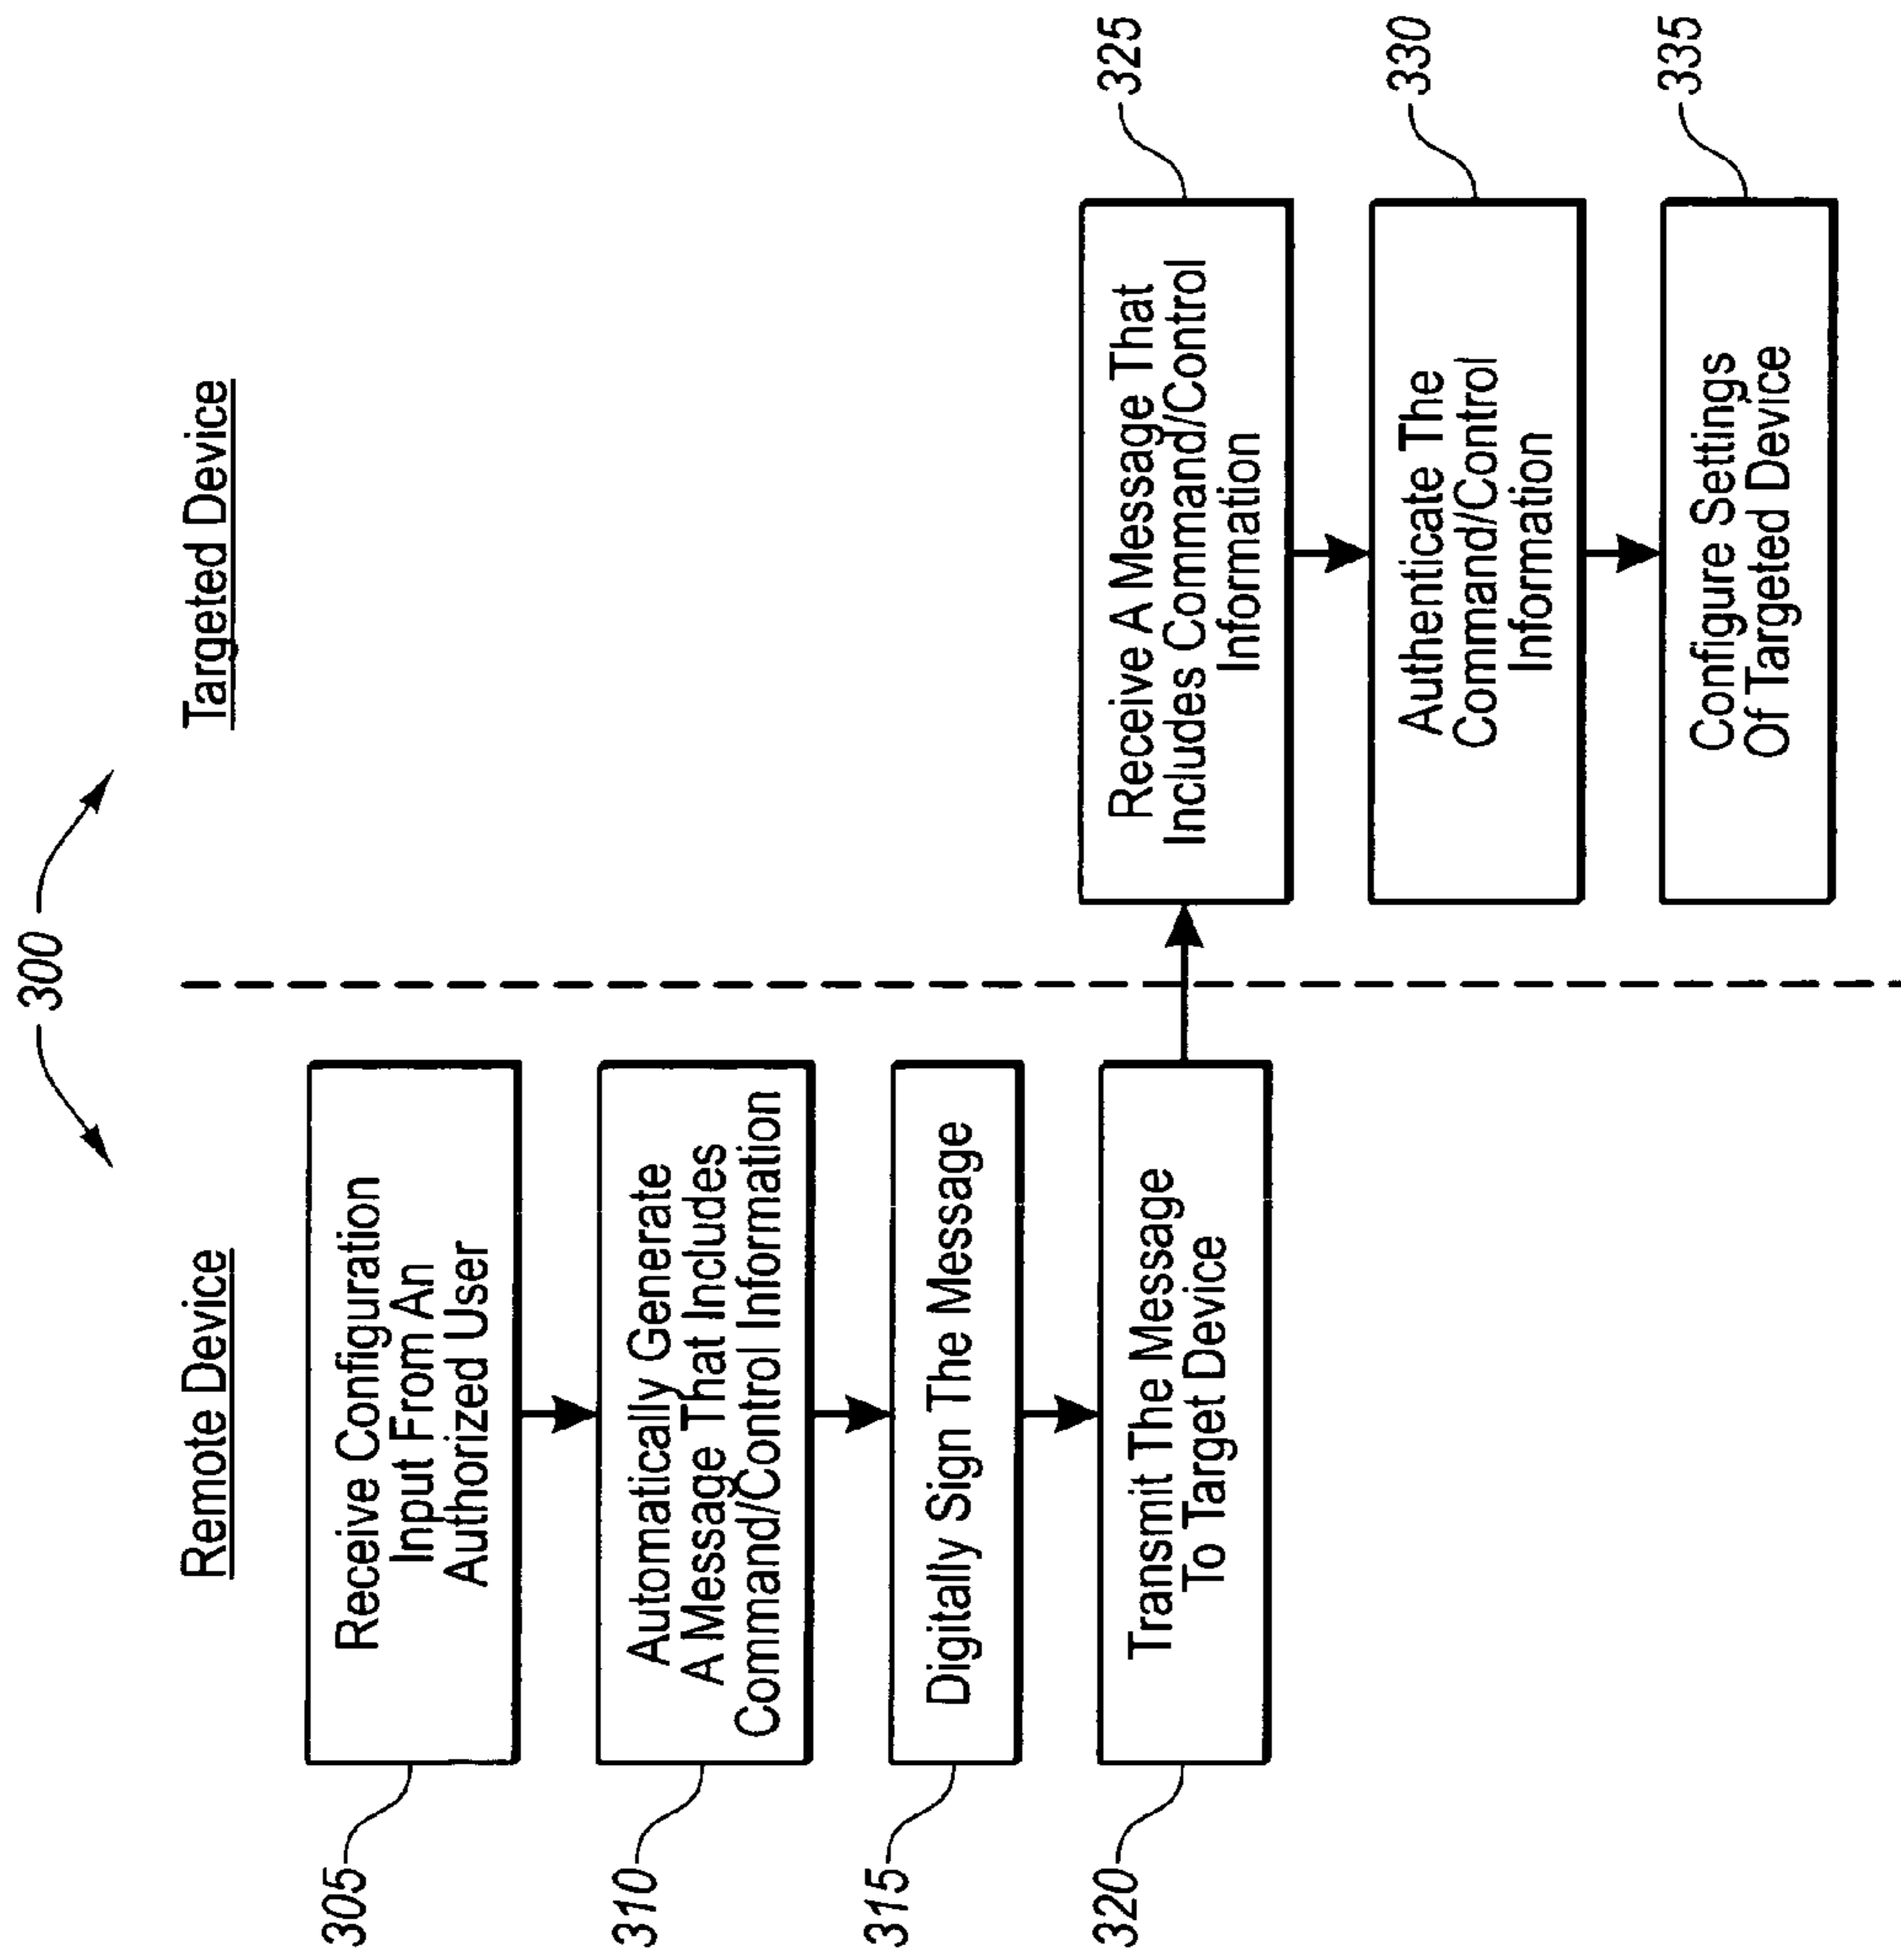 300
Remote Device
Targeted Device
305
Receive Configuration
Input From An
Authorized User
310
Automatically Generate
A Message That Includes
Command/Control Information
315
Digitally Sign The Message
320
Transmit The Message
To Target Device
Receive A Message That
Includes Command/Control
Information
325
Authenticate The
Command/Control
Information
330
Configure Settings
Of Targeted Device
335